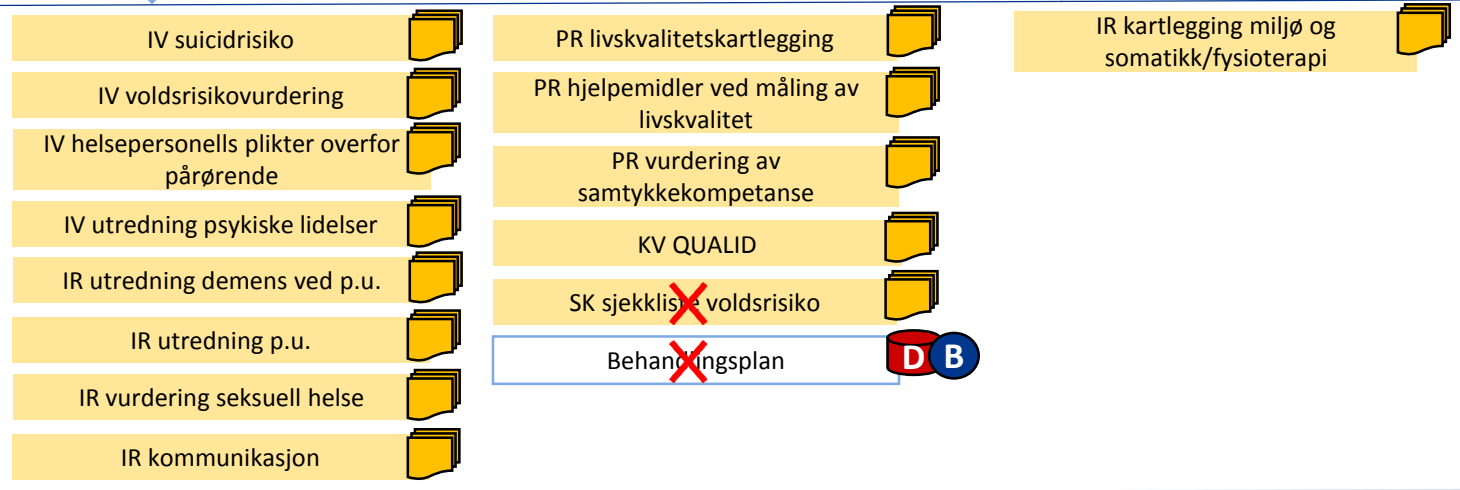 IV suicidrisiko
IV voldsrisikovurdering
IV helsepersonells plikter overfor
pårørende
IV utredning psykiske lidelser
IR utredning demens ved p.u.
IR utredning p.u.
IR vurdering seksuell helse
IR kommunikasjon
PR livskvalitetskartlegging
PR hjelpemidler ved måling av
livskvalitet
PR vurdering av
samtykkekompetanse
KV QUALID
SK sjekkliste voldsrisiko
Behandlingsplan
D B
IR kartlegging miljø og
somatikk/fysioterapi